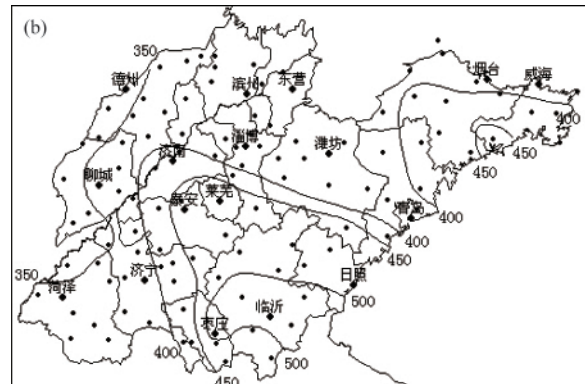 (b)
350
德州
滨州
东营
烟台
威海
400
济南
淄博
潍坊
450
450
聊城
泰安
莱芜
400
青岛
400
450
350
菏泽
济宁
日照
500
临沂
枣庄
400
450
500